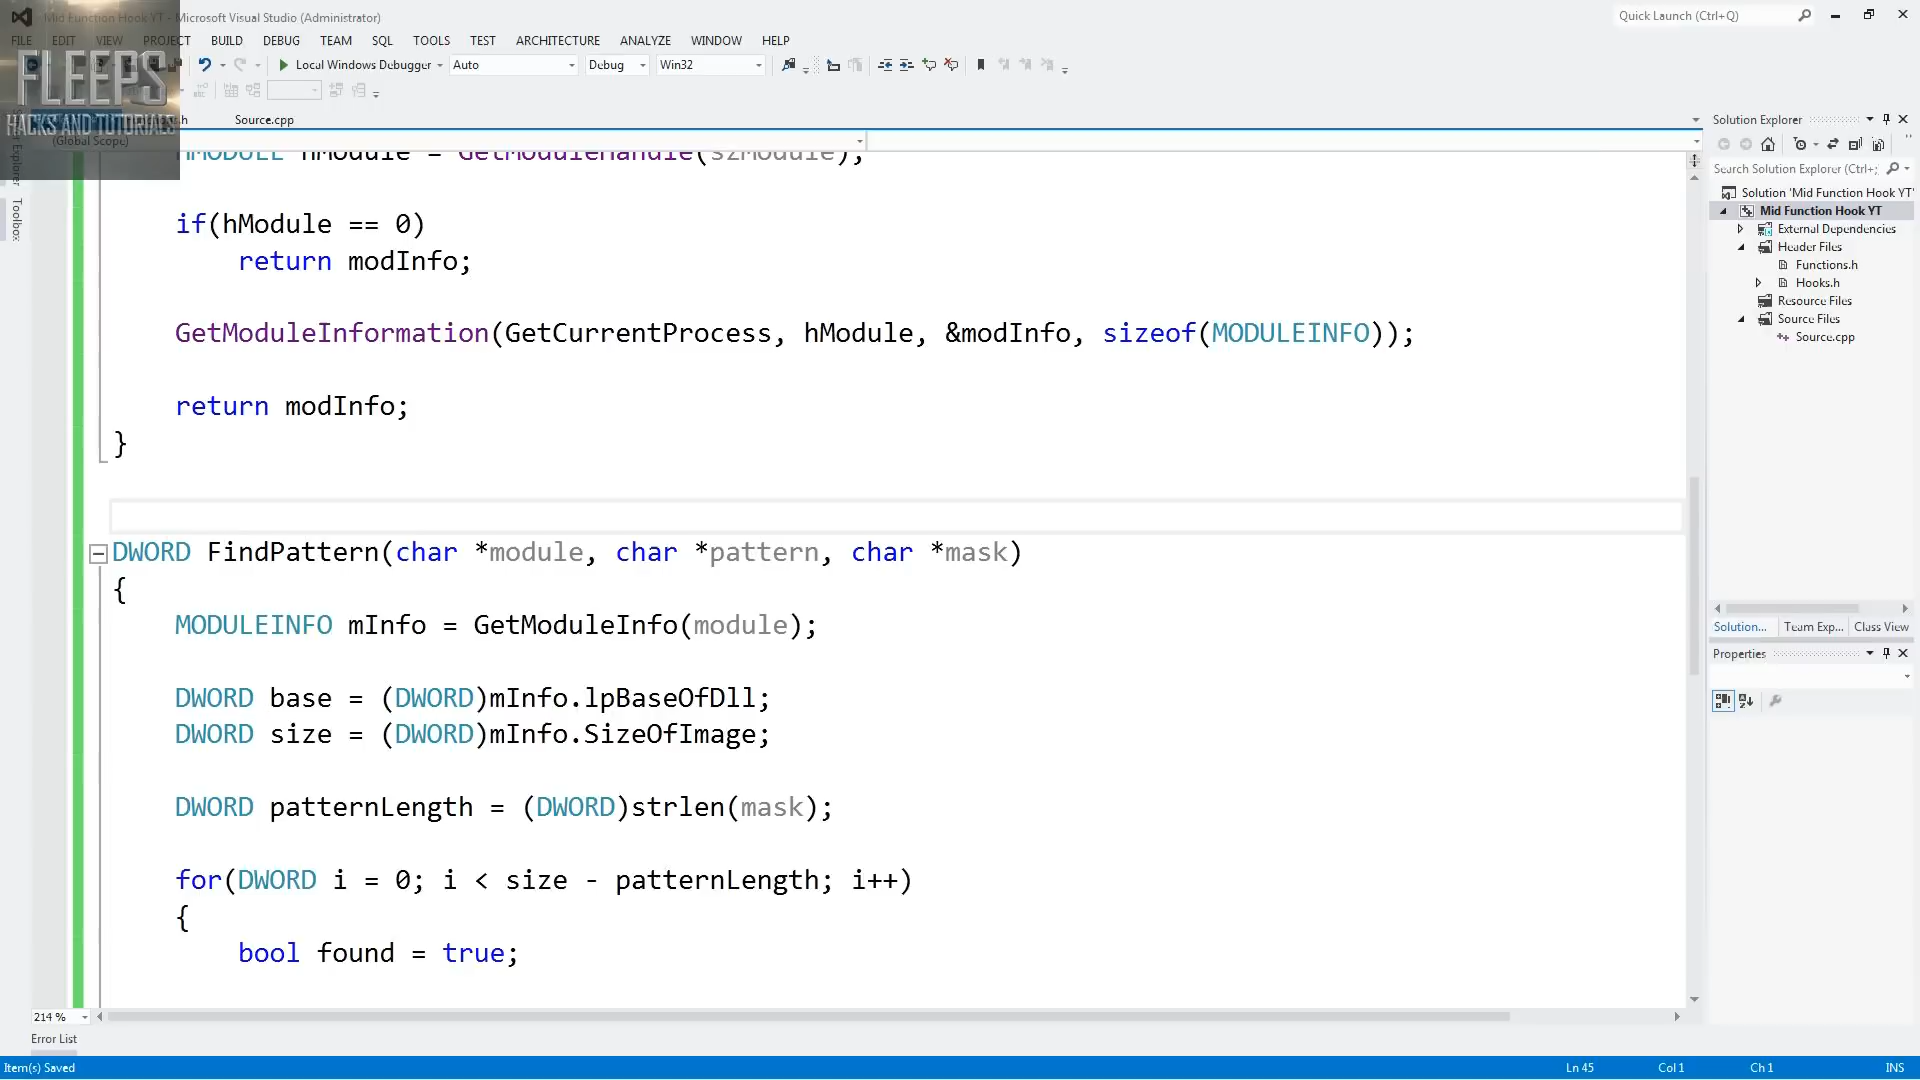 Mid Function Hook YT - Microsoft Visual Studio (Administrator)
Quick Launch (Ctrl+Q)
FILE EDIT VIEW PROJECT BUILD DEBUG TEAM SQL TOOLS TEST ARCHITECTURE ANALYZE WINDOW HELP
FLEEPS
HACKS AND TUTORIALS
Local Windows Debugger Auto Debug Win32
Source.cpp
(Global Scope)
Toolbox
HMODULE hModule = GetModuleHandle(szModule);
if(hModule == 0)
return modInfo;
GetModuleInformation(GetCurrentProcess, hModule, &modInfo, sizeof(MODULEINFO));
return modInfo;
}
DWORD FindPattern(char *module, char *pattern, char *mask)
{
MODULEINFO mInfo = GetModuleInfo(module);
DWORD base = (DWORD)mInfo.lpBaseOfDll;
DWORD size = (DWORD)mInfo.SizeOfImage;
DWORD patternLength = (DWORD)strlen(mask);
for(DWORD i = 0; i < size - patternLength; i++)
{
bool found = true;
214 %
Error List
Item(s) Saved
Ln 45 Col 1 Ch 1 INS
Solution Explorer
Search Solution Explorer (Ctrl+;
Solution 'Mid Function Hook YT'
Mid Function Hook YT
External Dependencies
Header Files
Functions.h
Hooks.h
Resource Files
Source Files
Source.cpp
Solution... Team Exp... Class View
Properties